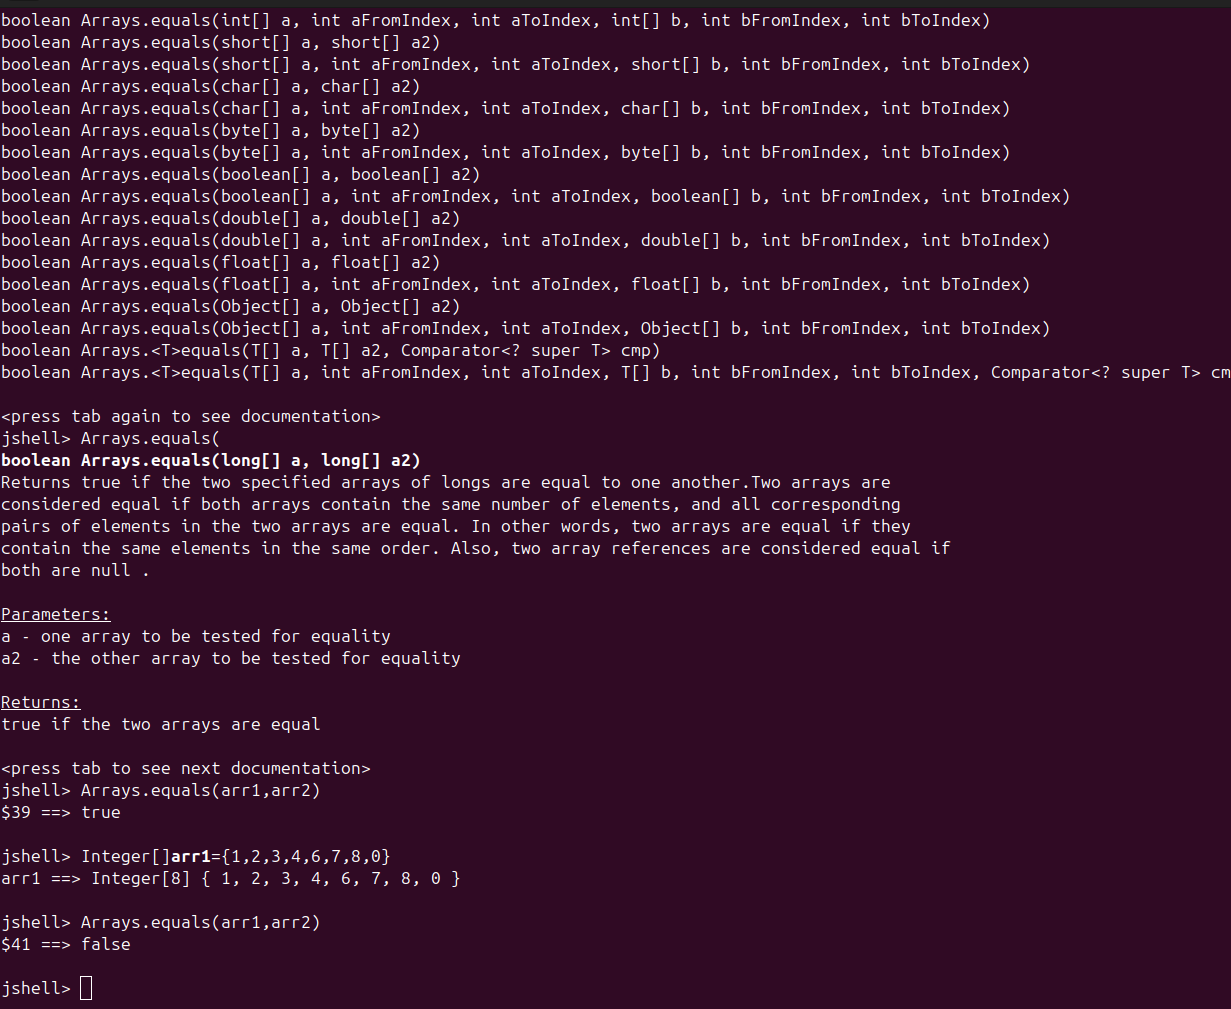 boolean Arrays.equals(int[] a, int aFromIndex, int aToIndex, int[] b, int bFromIndex, int bToIndex)
boolean Arrays.equals(short[] a, short[] a2)
boolean Arrays.equals(short[] a, int aFromIndex, int aToIndex, short[] b, int bFromIndex, int bToIndex)
boolean Arrays.equals(char[] a, char[] a2)
boolean Arrays.equals(char[] a, int aFromIndex, int aToIndex, char[] b, int bFromIndex, int bToIndex)
boolean Arrays.equals(byte[] a, byte[] a2)
boolean Arrays.equals(byte[] a, int aFromIndex, int aToIndex, byte[] b, int bFromIndex, int bToIndex)
boolean Arrays.equals(boolean[] a, boolean[] a2)
boolean Arrays.equals(boolean[] a, int aFromIndex, int aToIndex, boolean[] b, int bFromIndex, int bToIndex)
boolean Arrays.equals(double[] a, double[] a2)
boolean Arrays.equals(double[] a, int aFromIndex, int aToIndex, double[] b, int bFromIndex, int bToIndex)
boolean Arrays.equals(float[] a, float[] a2)
boolean Arrays.equals(float[] a, int aFromIndex, int aToIndex, float[] b, int bFromIndex, int bToIndex)
boolean Arrays.equals(Object[] a, Object[] a2)
boolean Arrays.equals(Object[] a, int aFromIndex, int aToIndex, Object[] b, int bFromIndex, int bToIndex)
boolean Arrays.<T>equals(T[] a, T[] a2, Comparator<? super T> cmp)
boolean Arrays.<T>equals(T[] a, int aFromIndex, int aToIndex, T[] b, int bFromIndex, int bToIndex, Comparator<? super T> cm
<press tab again to see documentation>
jshell> Arrays.equals(
boolean Arrays.equals(long[] a, long[] a2)
Returns true if the two specified arrays of longs are equal to one another.Two arrays are
considered equal if both arrays contain the same number of elements, and all corresponding
pairs of elements in the two arrays are equal. In other words, two arrays are equal if they
contain the same elements in the same order. Also, two array references are considered equal if
both are null .
Parameters:
a - one array to be tested for equality
a2 - the other array to be tested for equality
Returns:
true if the two arrays are equal
<press tab to see next documentation>
jshell> Arrays.equals(arr1,arr2)
$39 ==> true
jshell> Integer[]arr1={1,2,3,4,6,7,8,0}
arr1 ==> Integer[8] { 1, 2, 3, 4, 6, 7, 8, 0 }
jshell> Arrays.equals(arr1,arr2)
$41 ==> false
jshell>